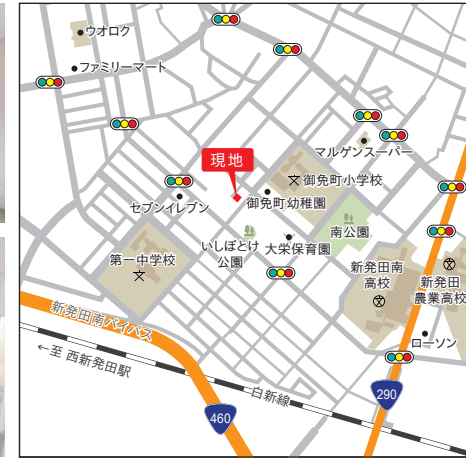 ウオロク
ファミリーマート
マルゲンスーパー
現地
御免町小学校
セブンイレブン
御免町幼稚園
南公園
いしぼとけ
公園
大栄保育園
第一中学校
新発田南
高校
新発田
農業高校
新発田南バイパス
ローソン
←至 西新発田駅
白新線
290
460